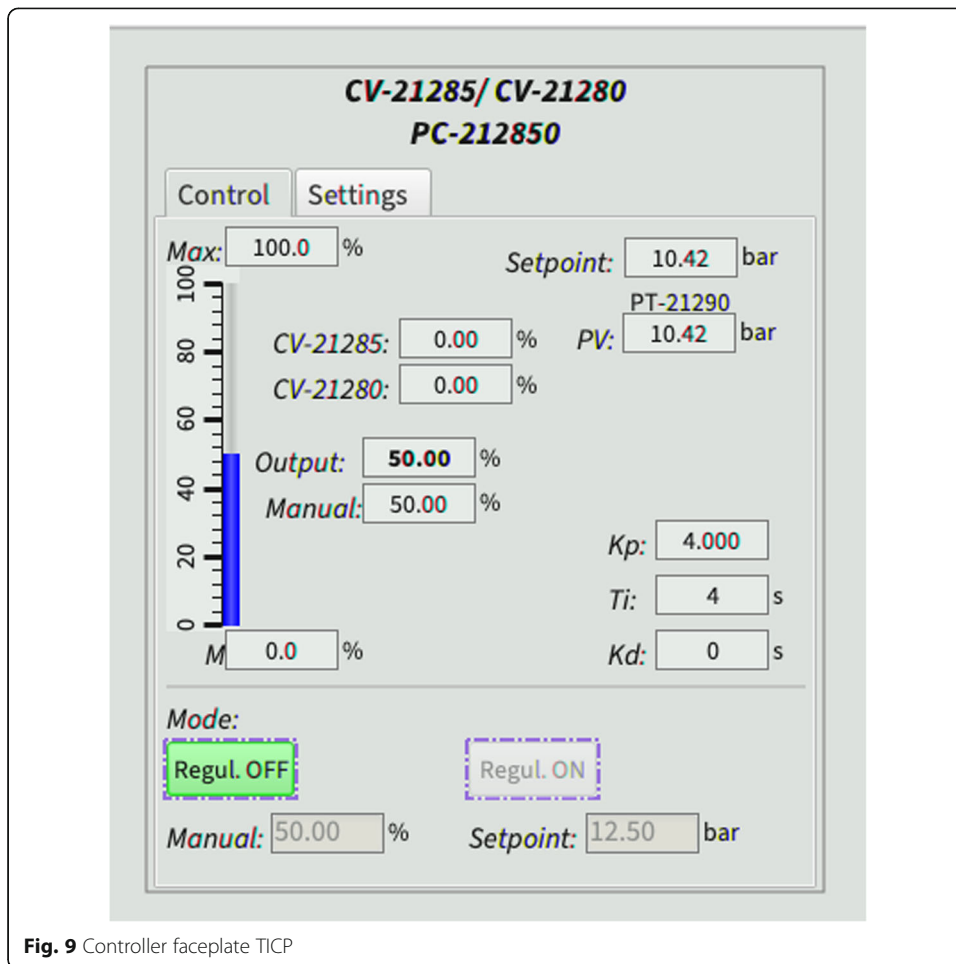 CV-21285/ CV-21280
PC-212850
Control Settings
Max: 100.0 %
Setpoint: 10.42 bar
PT-21290
PV: 10.42 bar
CV-21285: 0.00 %
CV-21280: 0.00 %
Output: 50.00 %
Manual: 50.00 %
100
80
60
40
20
0
M 0.0 %
Kp: 4.000
Ti: 4 s
Kd: 0 s
Mode:
Regul. OFF Regul. ON
Manual: 50.00 % Setpoint: 12.50 bar
Fig. 9 Controller faceplate TICP